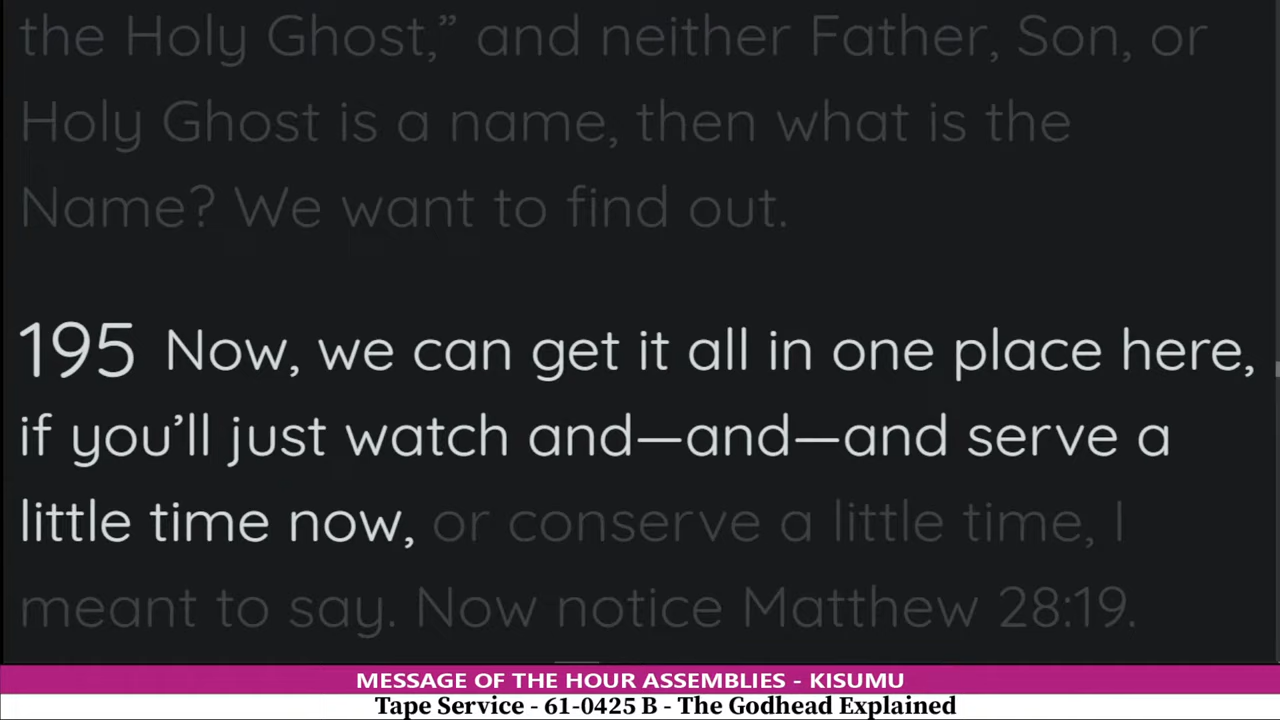 the Holy Ghost,” and neither Father, Son, or
Holy Ghost is a name, then what is the
Name? We want to find out.
195 Now, we can get it all in one place here,
if you’ll just watch and—and—and serve a
little time now, or conserve a little time, I
meant to say. Now notice Matthew 28:19.
MESSAGE OF THE HOUR ASSEMBLIES - KISUMU
Tape Service - 61-0425 B - The Godhead Explained